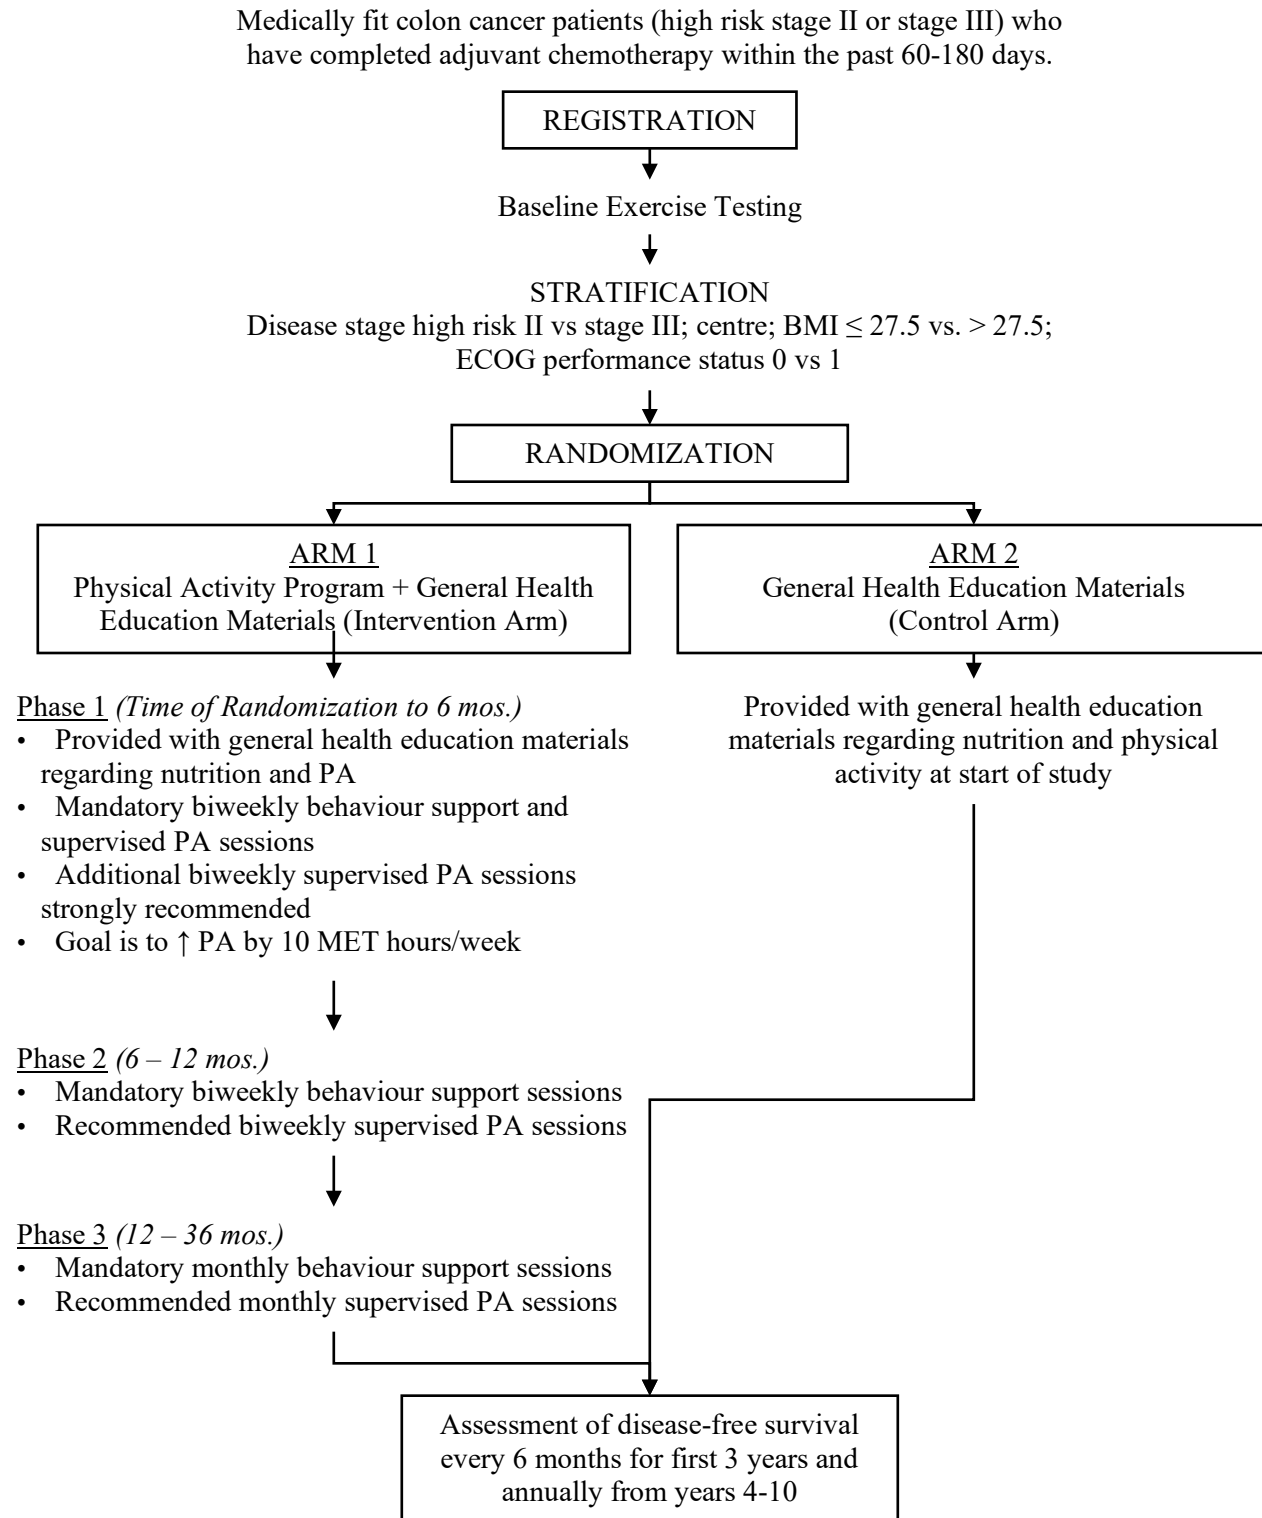 Medically fit colon cancer patients (high risk stage II or stage III) who
have completed adjuvant chemotherapy within the past 60-180 days.
REGISTRATION
Baseline Exercise Testing
STRATIFICATION
Disease stage high risk II vs stage III; centre; BMI ≤ 27.5 vs. > 27.5;
ECOG performance status 0 vs 1
RANDOMIZATION
ARM 1
Physical Activity Program + General Health
Education Materials (Intervention Arm)
ARM 2
General Health Education Materials
(Control Arm)
Phase 1 (Time of Randomization to 6 mos.)
• Provided with general health education materials
regarding nutrition and PA
• Mandatory biweekly behaviour support and
supervised PA sessions
• Additional biweekly supervised PA sessions
strongly recommended
• Goal is to ↑ PA by 10 MET hours/week
Provided with general health education
materials regarding nutrition and physical
activity at start of study
Phase 2 (6 – 12 mos.)
• Mandatory biweekly behaviour support sessions
• Recommended biweekly supervised PA sessions
Phase 3 (12 – 36 mos.)
• Mandatory monthly behaviour support sessions
• Recommended monthly supervised PA sessions
Assessment of disease-free survival
every 6 months for first 3 years and
annually from years 4-10